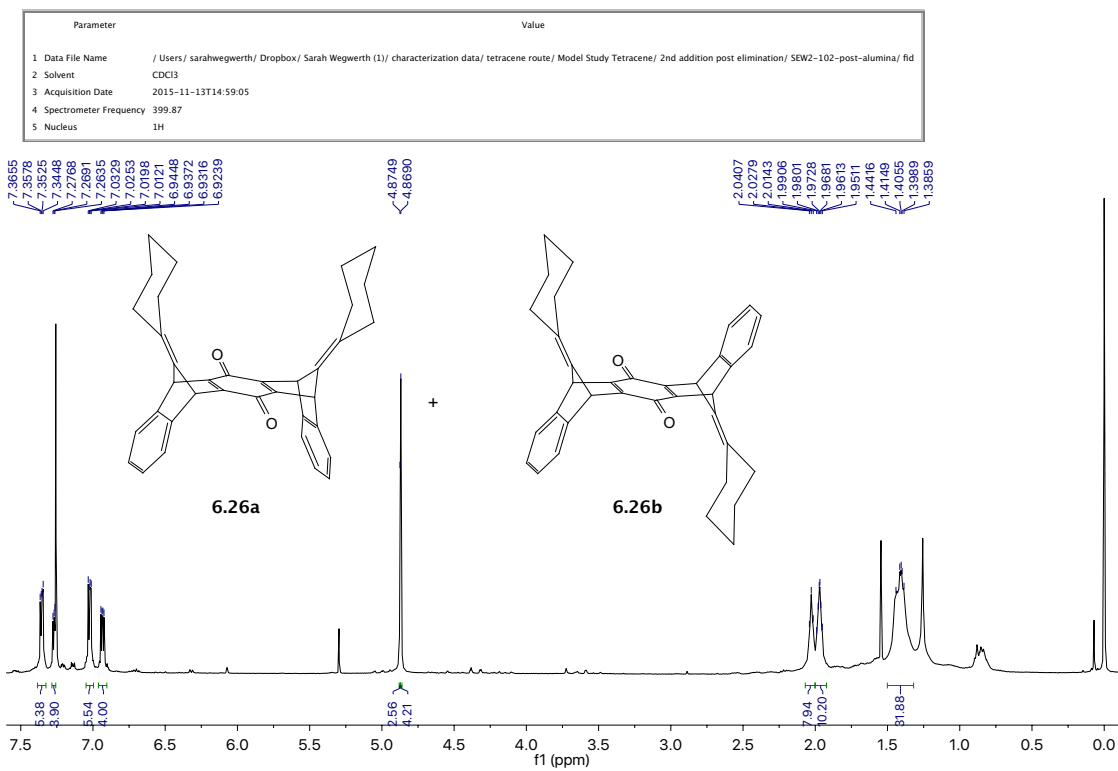 Parameter Value
1 Data File Name / Users/ sarahwegwerth/ Dropbox/ Sarah Wegwerth (1)/ characterization data/ tetracene route/ Model Study Tetracene/ 2nd addition post elimination/ SEW2-102-post-alumina/ fid
2 Solvent CDCl3
3 Acquisition Date 2015-11-13T14:59:05
4 Spectrometer Frequency 399.87
5 Nucleus 1H
7.3655
7.3578
7.3525
7.3448
7.2768
7.2691
7.2635
7.0329
7.0253
7.0198
7.0121
6.9448
6.9372
6.9316
6.9239
4.8749
4.8690
2.0407
2.0279
2.0143
1.9906
1.9801
1.9728
1.9681
1.9613
1.9511
1.4416
1.4149
1.4055
1.3989
1.3859
O
O
O
O
+
6.26a
6.26b
5.38
3.90
5.54
4.00
2.56
4.21
7.94
10.20
31.88
7.5 7.0 6.5 6.0 5.5 5.0 4.5 4.0 3.5 3.0 2.5 2.0 1.5 1.0 0.5 0.0
f1 (ppm)